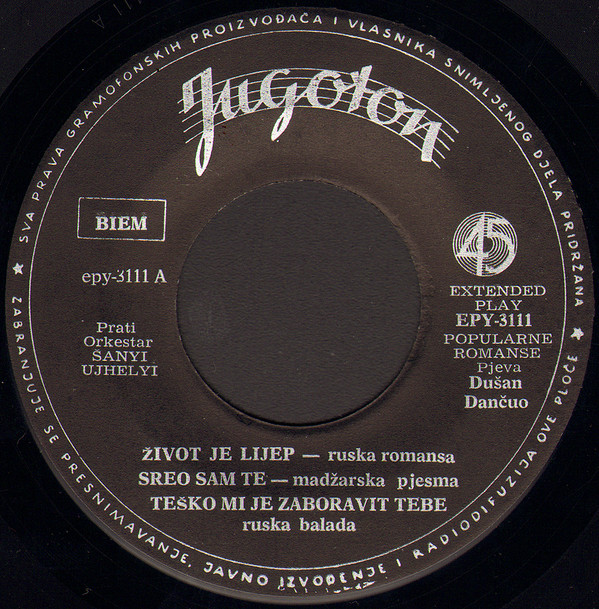 SVA PRAVA GRAMOFONSKIH PROIZVOĐAČA I VLASNIKA SNIMLJENOG DJELA PRIDRŽANA
Jugoton
BIEM
epy-3111 A
Prati
Orkestar
ŠANYI
UJHELYI
45
EXTENDED
PLAY
EPY-3111
POPULARNE
ROMANSE
Pjeva
Dušan
Dančuo
ŽIVOT JE LIJEP — ruska romansa
SREO SAM TE — madžarska pjesma
TEŠKO MI JE ZABORAVIT TEBE
ruska balada
ZABRANJUJE SE PRESNIMAVANJE, JAVNO IZVOĐENJE I RADIODIFUZIJA OVE PLOČE